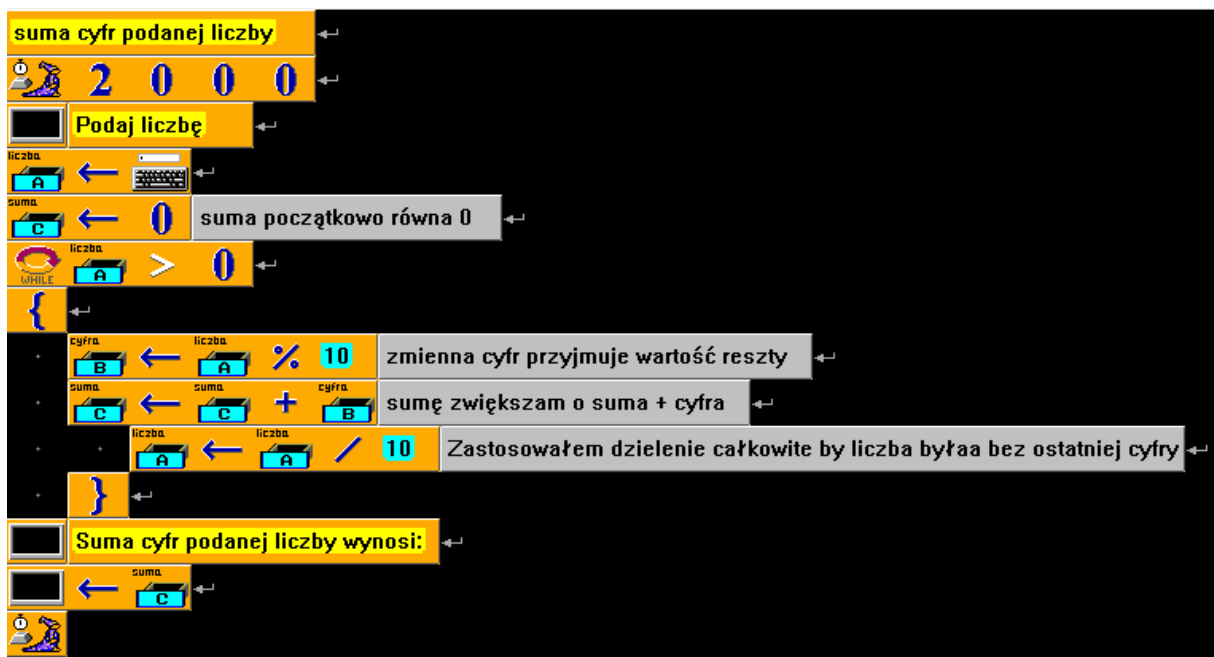 suma cyfr podanej liczby
2 0 0 0
Podaj liczbę
liczba A ←
suma C ← 0 suma początkowo równa 0
WHILE liczba A > 0
{
cyfra B ← liczba A % 10 zmienna cyfr przyjmuje wartość reszty
suma C ← suma C + cyfra B sumę zwiększam o suma + cyfra
liczba A ← liczba A / 10 Zastosowałem dzielenie całkowite by liczba byłaa bez ostatniej cyfry
}
Suma cyfr podanej liczby wynosi:
← suma C